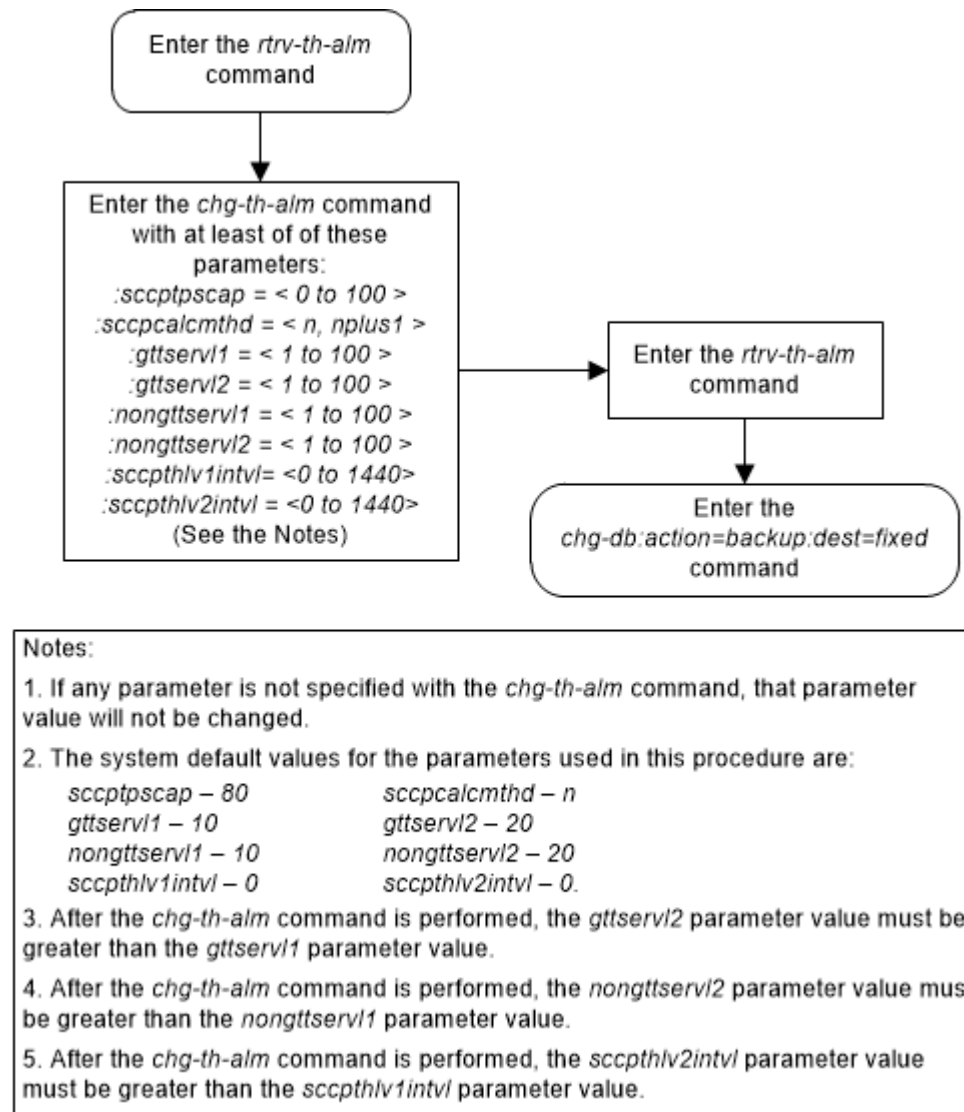 Enter the rtrv-th-alm
command
Enter the chg-th-alm command
with at least of of these
parameters:
:sccptpscap = < 0 to 100 >
:sccpcalcmthd = < n, nplus1 >
:gttservl1 = < 1 to 100 >
:gttservl2 = < 1 to 100 >
:nongttservl1 = < 1 to 100 >
:nongttservl2 = < 1 to 100 >
:sccpthlv1intvl= <0 to 1440>
:sccpthlv2intvl = <0 to 1440>
(See the Notes)
Enter the rtrv-th-alm
command
Enter the
chg-db:action=backup:dest=fixed
command
Notes:
1. If any parameter is not specified with the chg-th-alm command, that parameter
value will not be changed.
2. The system default values for the parameters used in this procedure are:
sccptpscap – 80 sccpcalcmthd – n
gttservl1 – 10 gttservl2 – 20
nongttservl1 – 10 nongttservl2 – 20
sccpthlv1intvl – 0 sccpthlv2intvl – 0.
3. After the chg-th-alm command is performed, the gttservl2 parameter value must be
greater than the gttservl1 parameter value.
4. After the chg-th-alm command is performed, the nongttservl2 parameter value mus
be greater than the nongttservl1 parameter value.
5. After the chg-th-alm command is performed, the sccpthlv2intvl parameter value
must be greater than the sccpthlv1intvl parameter value.